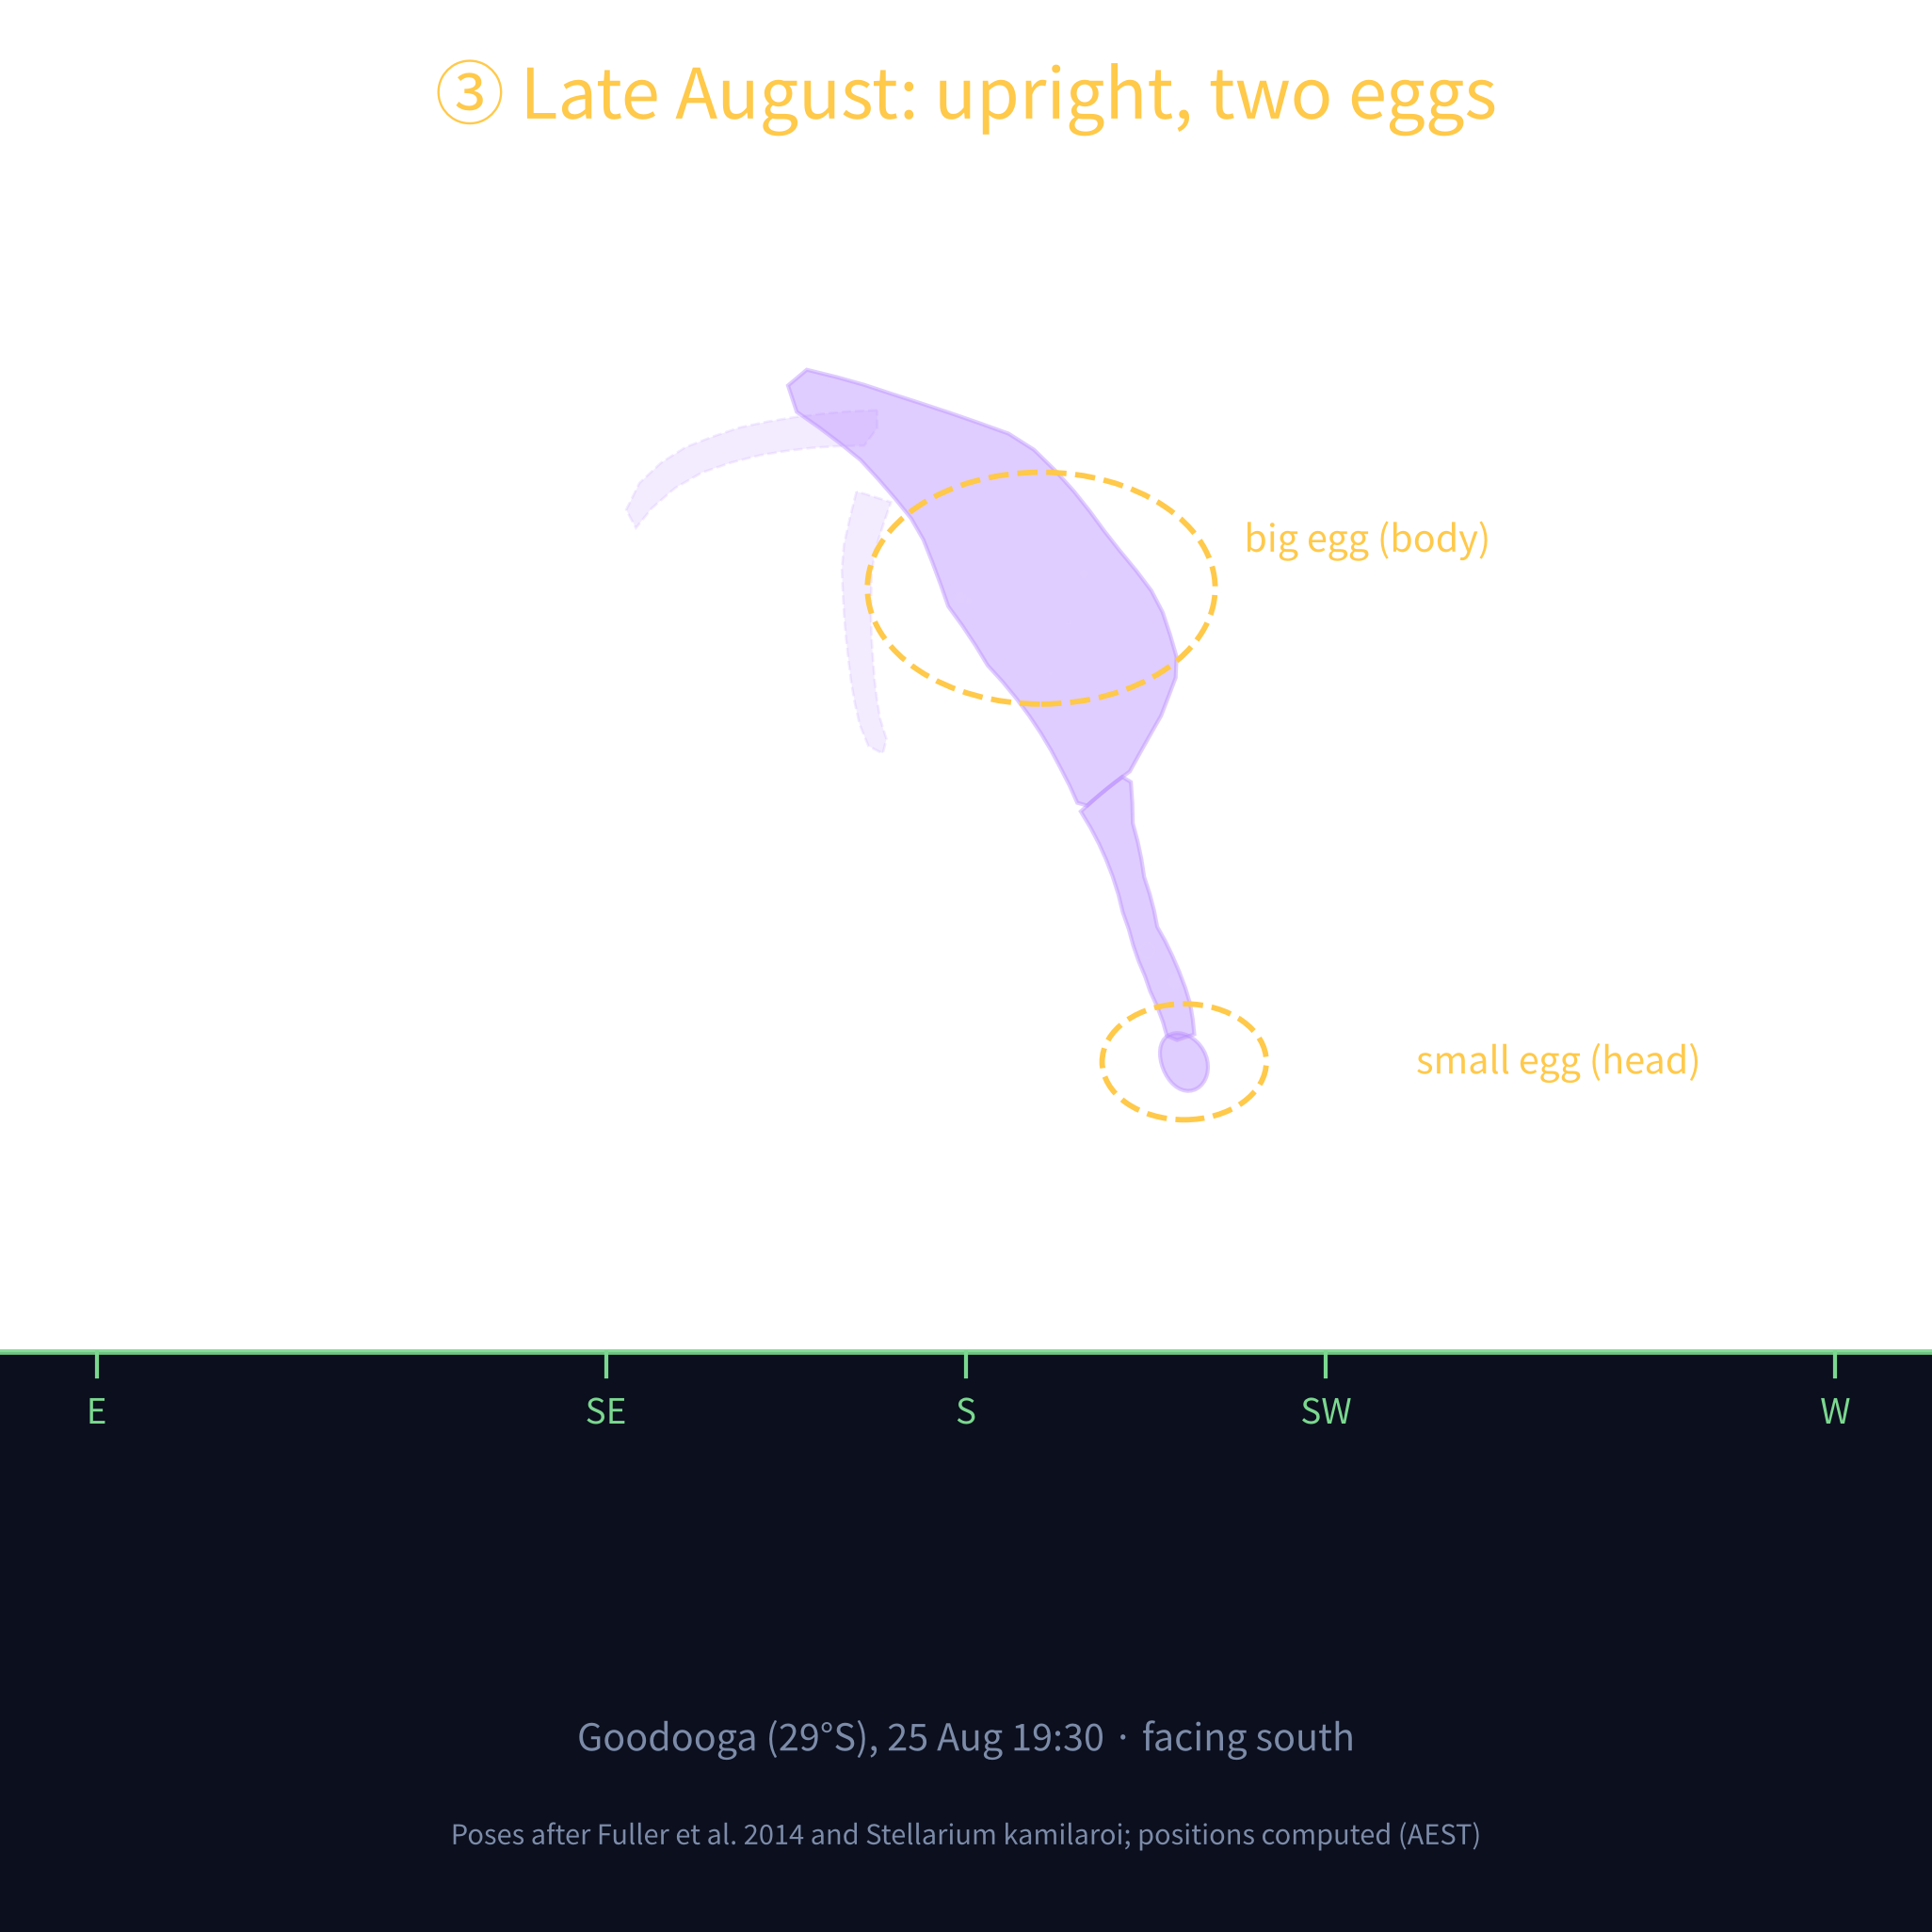 ③ Late August: upright, two eggs
big egg (body)
small egg (head)
E SE S SW W
Goodooga (29°S), 25 Aug 19:30 · facing south
Poses after Fuller et al. 2014 and Stellarium kamilaroi; positions computed (AEST)